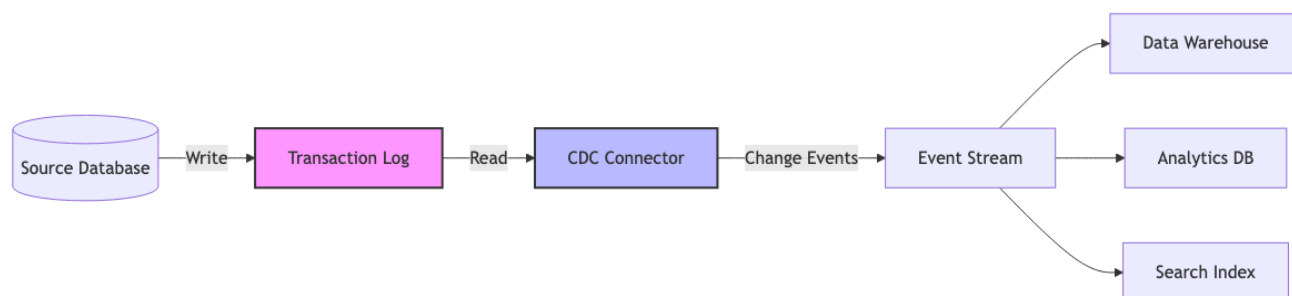 Source Database
Write
Transaction Log
Read
CDC Connector
Change Events
Event Stream
Data Warehouse
Analytics DB
Search Index